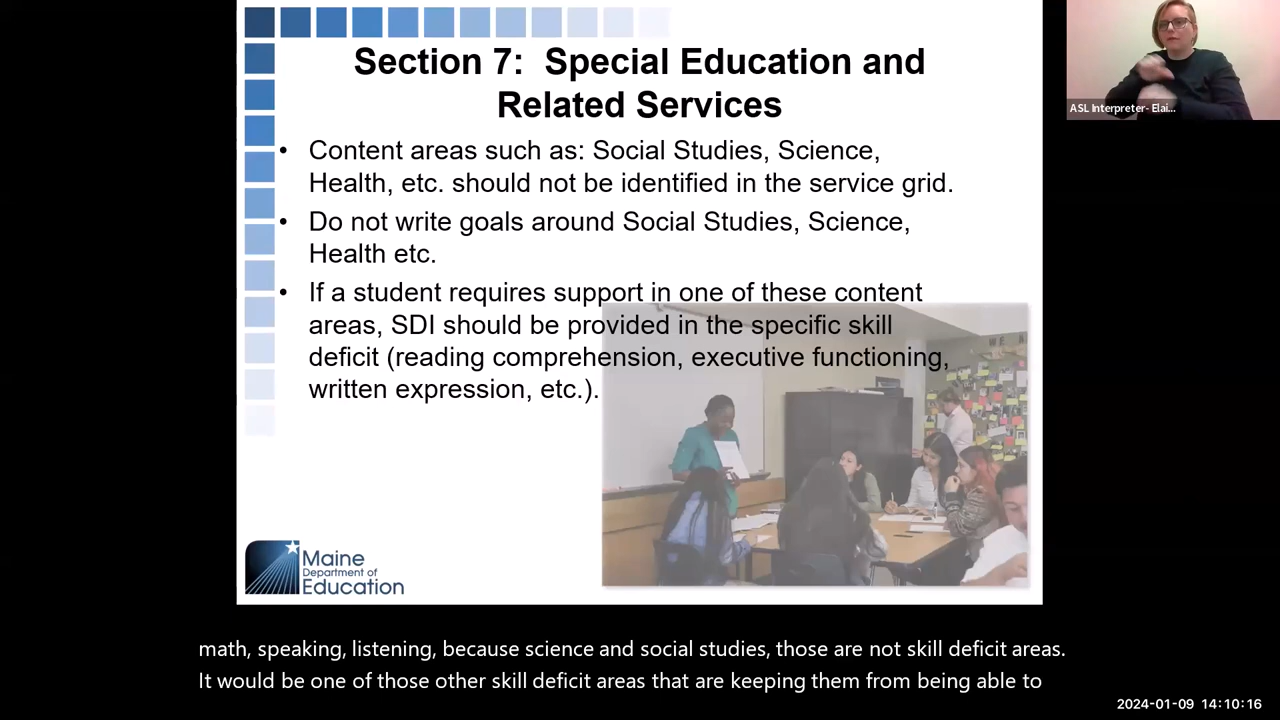 Section 7:  Special Education and
Related Services
• Content areas such as: Social Studies, Science,
Health, etc. should not be identified in the service grid.
• Do not write goals around Social Studies, Science,
Health etc.
• If a student requires support in one of these content
areas, SDI should be provided in the specific skill
deficit (reading comprehension, executive functioning,
written expression, etc.).
Maine
Department of
Education
ASL Interpreter- Elai...
math, speaking, listening, because science and social studies, those are not skill deficit areas.
It would be one of those other skill deficit areas that are keeping them from being able to
2024-01-09 14:10:16